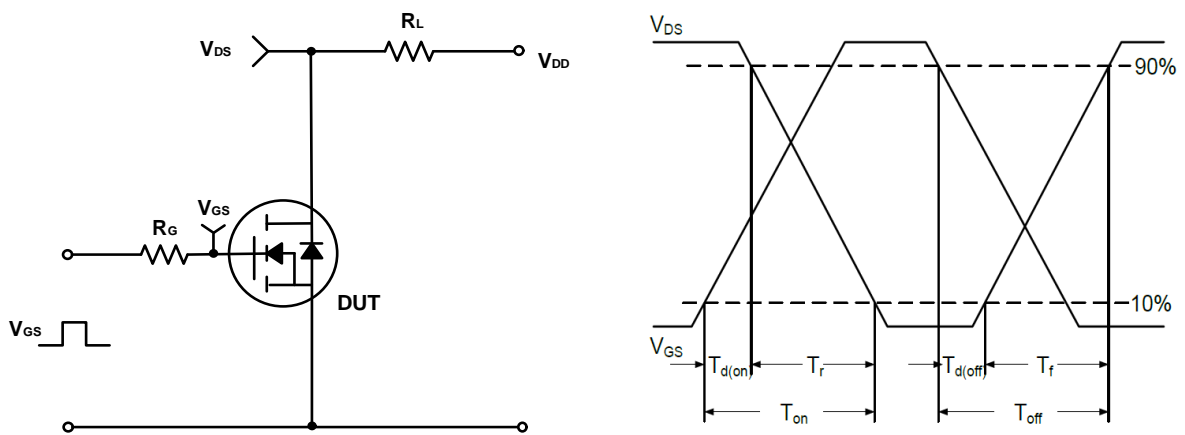 RL
VDS
VDD
RG
VGS
DUT
VGS
VDS
90%
10%
VGS
Td(on)
Tr
Td(off)
Tf
Ton
Toff